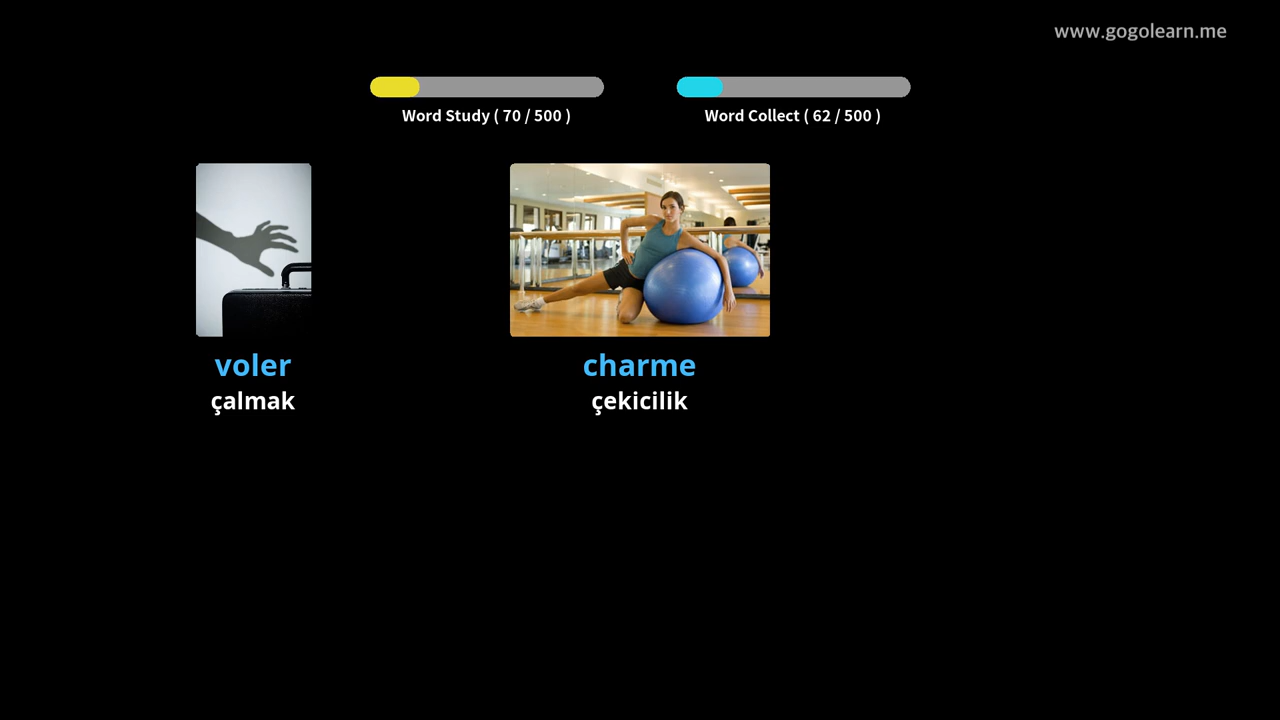 www.gogolearn.me
Word Study ( 70 / 500 )
Word Collect ( 62 / 500 )
voler
çalmak
charme
çekicilik